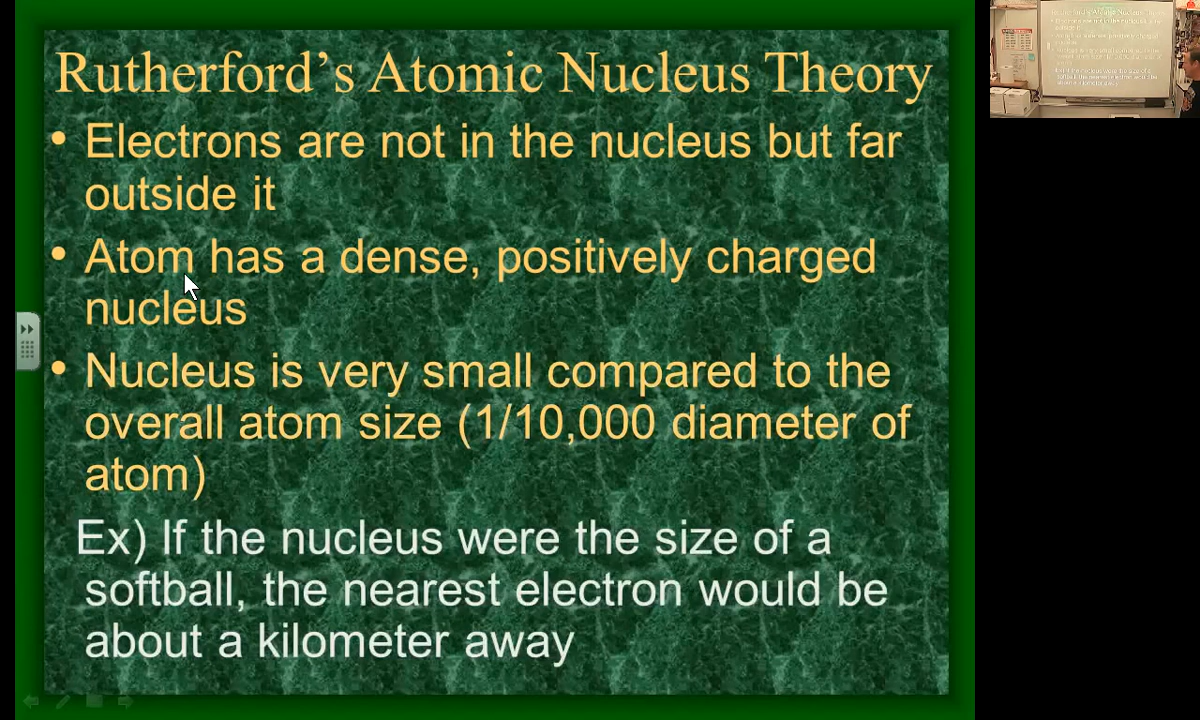 Rutherford's Atomic Nucleus Theory
• Electrons are not in the nucleus but far
outside it
• Atom has a dense, positively charged
nucleus
• Nucleus is very small compared to the
overall atom size (1/10,000 diameter of
atom)
Ex) If the nucleus were the size of a
softball, the nearest electron would be
about a kilometer away